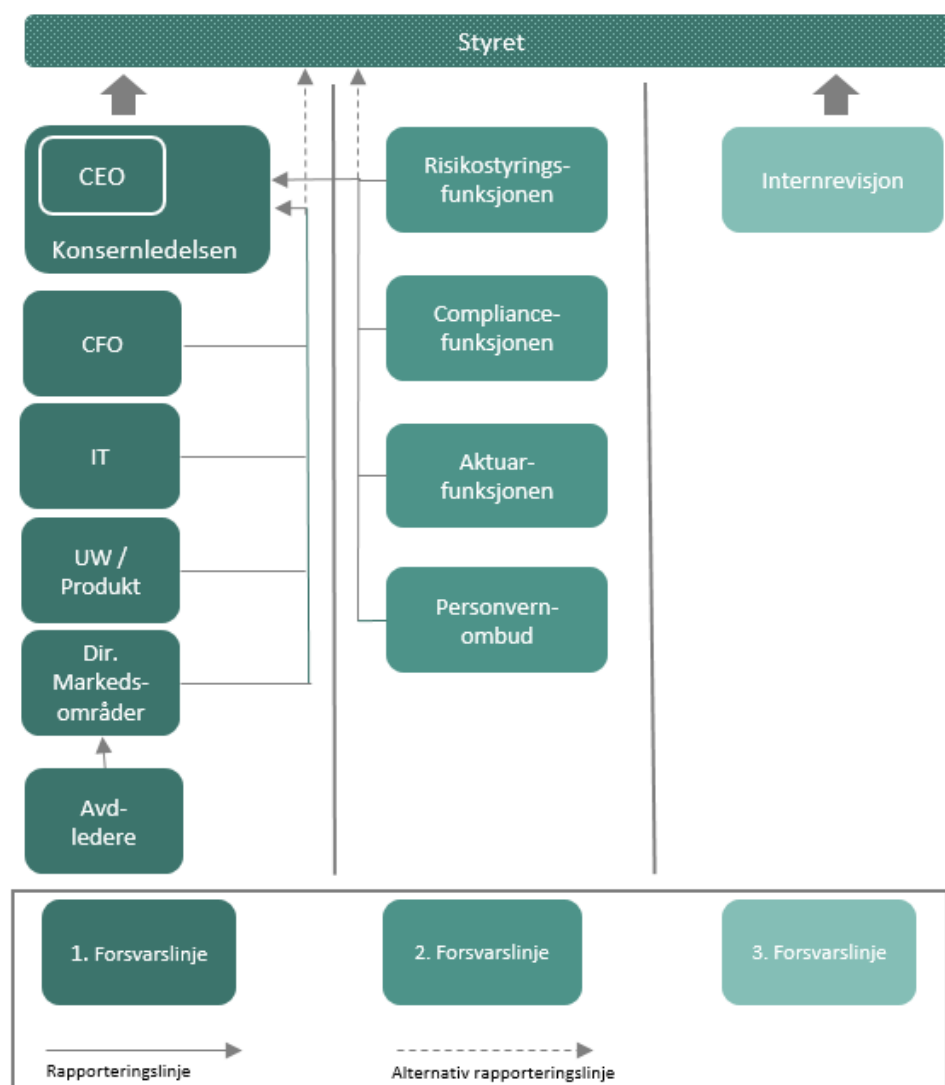 Styret
CEO
Konsernledelsen
CFO
IT
UW /
Produkt
Dir.
Markeds-
områder
Avd-
ledere
Risikostyrings-
funksjonen
Compliance-
funksjonen
Aktuar-
funksjonen
Personvern-
ombud
Internrevisjon
1. Forsvarslinje
2. Forsvarslinje
3. Forsvarslinje
Rapporteringslinje
Alternativ rapporteringslinje